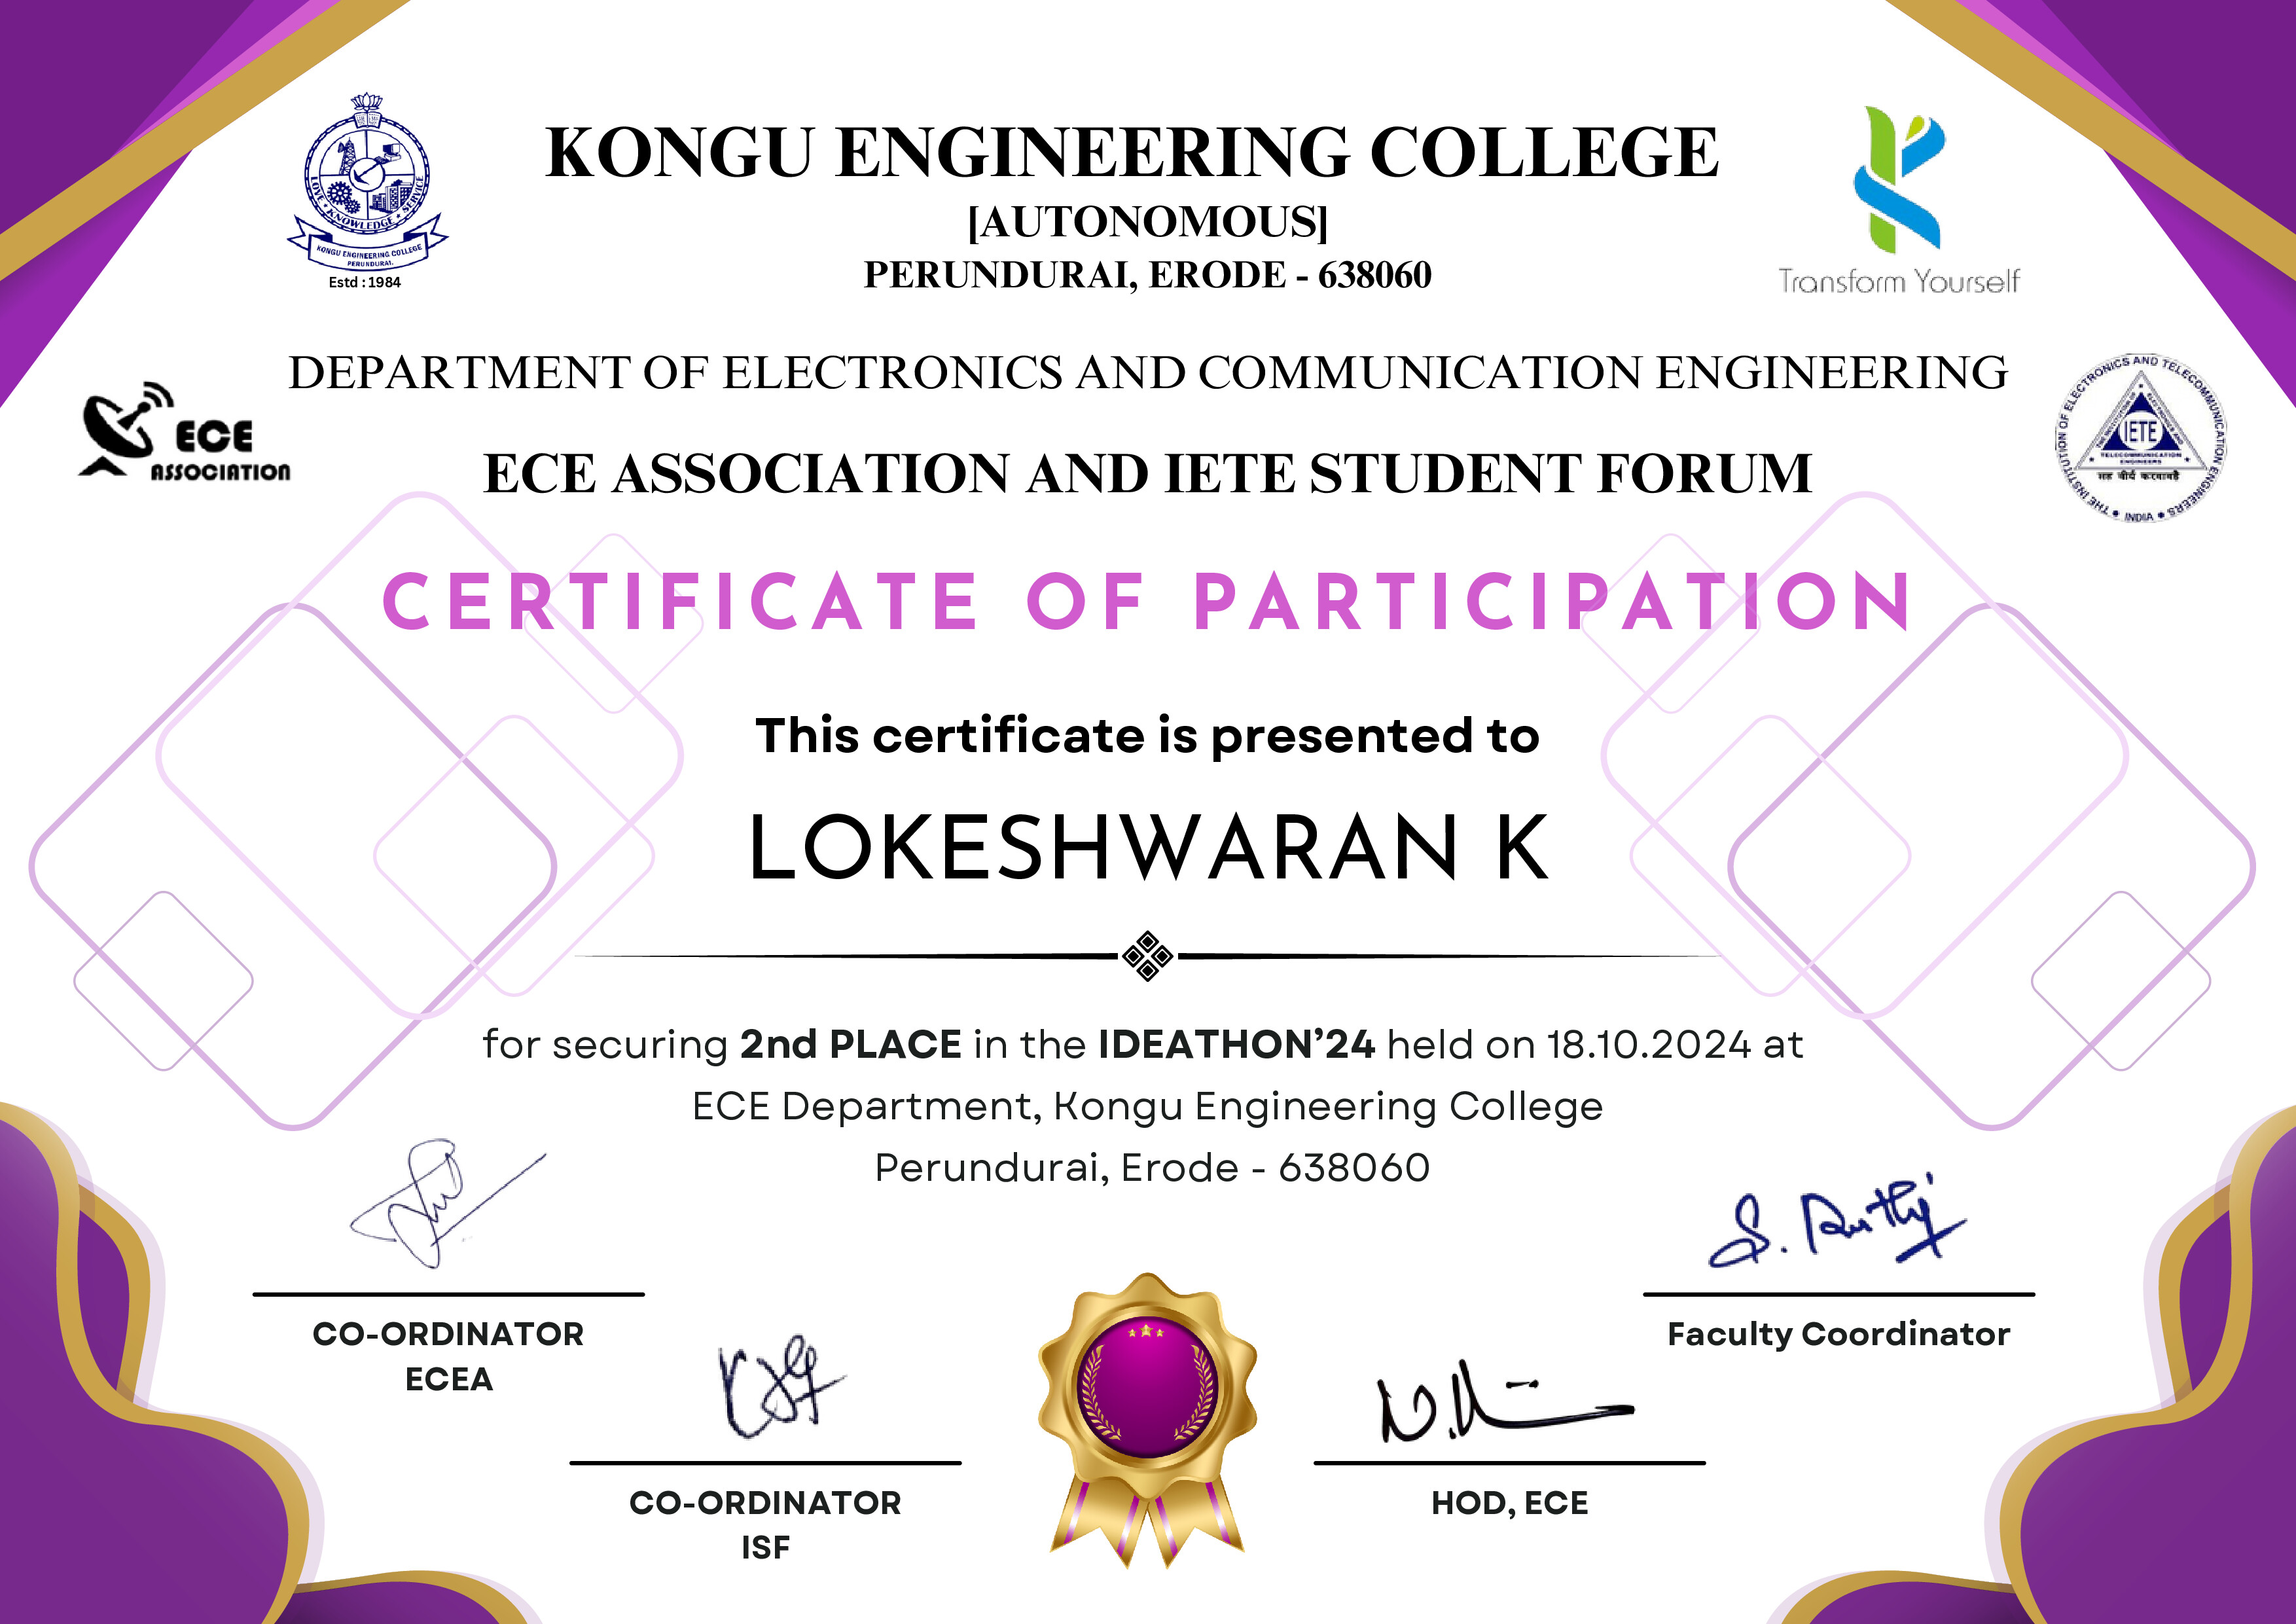 KONGU ENGINEERING COLLEGE
[AUTONOMOUS]
PERUNDURAI, ERODE - 638060
LOVE • KNOWLEDGE • SERVICE
KONGU ENGINEERING COLLEGE
PERUNDURAI.
Estd : 1984
Transform Yourself
DEPARTMENT OF ELECTRONICS AND COMMUNICATION ENGINEERING
ECE
ASSOCIATION
ECE ASSOCIATION AND IETE STUDENT FORUM
THE INSTITUTION OF ELECTRONICS AND TELECOMMUNICATION ENGINEERS
INDIA
IETE
TELECOMMUNICATION
ENGINEERS
CERTIFICATE OF PARTICIPATION
This certificate is presented to
LOKESHWARAN K
for securing 2nd PLACE in the IDEATHON’24 held on 18.10.2024 at
ECE Department, Kongu Engineering College
Perundurai, Erode - 638060
CO-ORDINATOR
ECEA
CO-ORDINATOR
ISF
HOD, ECE
Faculty Coordinator